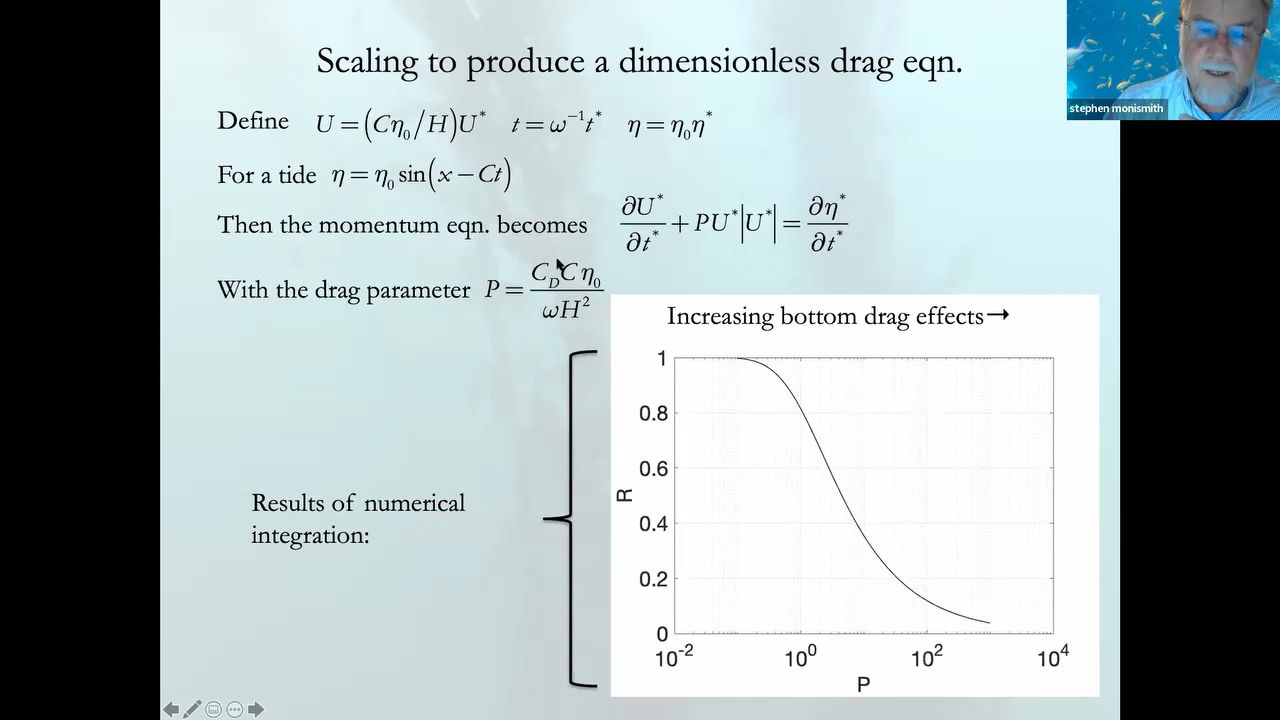 Scaling to produce a dimensionless drag eqn.
stephen monismith
Define U = (Cη₀/H)U* t = ω⁻¹t* η = η₀η*
For a tide η = η₀ sin(x − Ct)
Then the momentum eqn. becomes ∂U*/∂t* + PU*|U*| = ∂η*/∂t*
With the drag parameter P = C_D C η₀ / ωH²
Increasing bottom drag effects→
Results of numerical
integration:
R
1
0.8
0.6
0.4
0.2
0
10⁻² 10⁰ 10² 10⁴
P